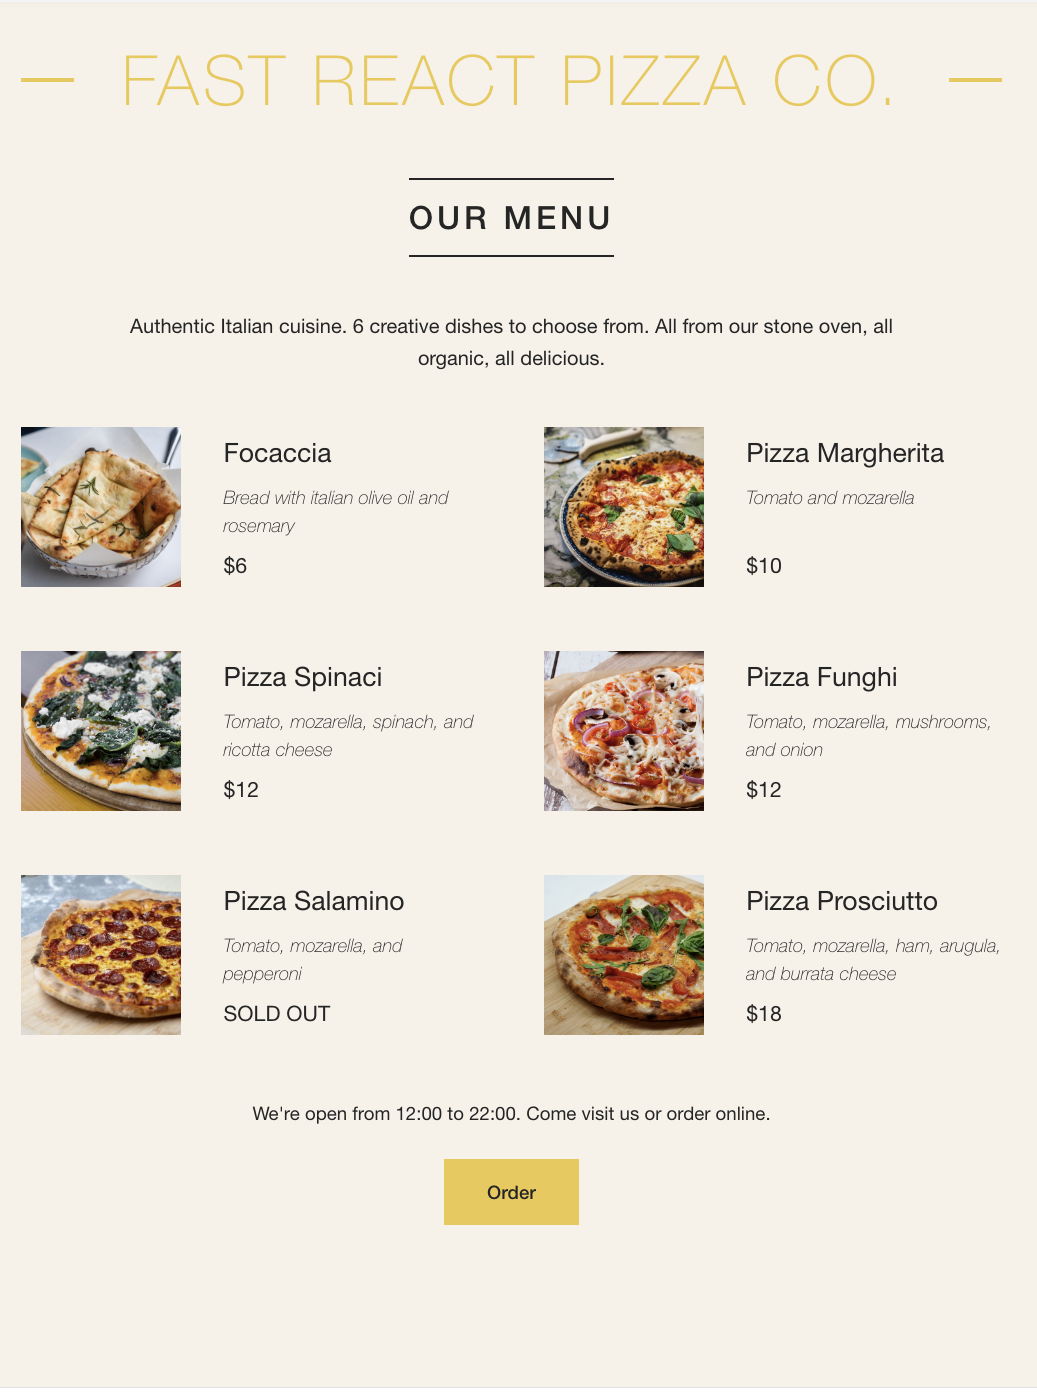 FAST REACT PIZZA CO.
OUR MENU
Authentic Italian cuisine. 6 creative dishes to choose from. All from our stone oven, all
organic, all delicious.
Focaccia
Bread with italian olive oil and
rosemary
$6
Pizza Margherita
Tomato and mozarella
$10
Pizza Spinaci
Tomato, mozarella, spinach, and
ricotta cheese
$12
Pizza Funghi
Tomato, mozarella, mushrooms,
and onion
$12
Pizza Salamino
Tomato, mozarella, and
pepperoni
SOLD OUT
Pizza Prosciutto
Tomato, mozarella, ham, arugula,
and burrata cheese
$18
We're open from 12:00 to 22:00. Come visit us or order online.
Order